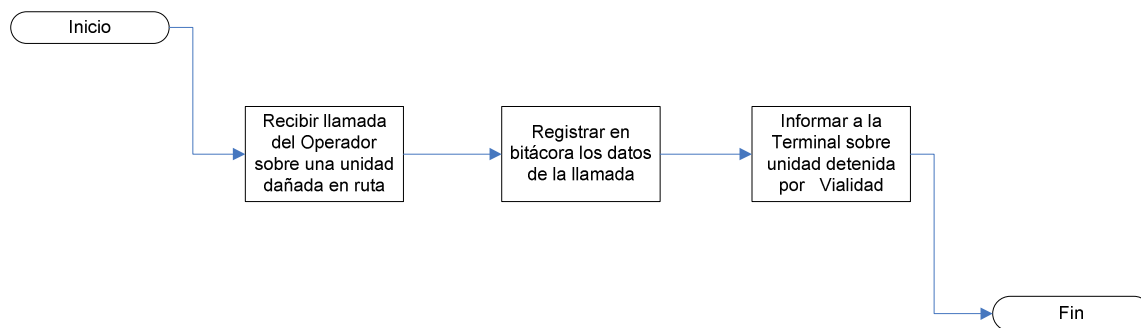 Inicio
Recibir llamada
del Operador
sobre una unidad
dañada en ruta
Registrar en
bitácora los datos
de la llamada
Informar a la
Terminal sobre
unidad detenida
por Vialidad
Fin